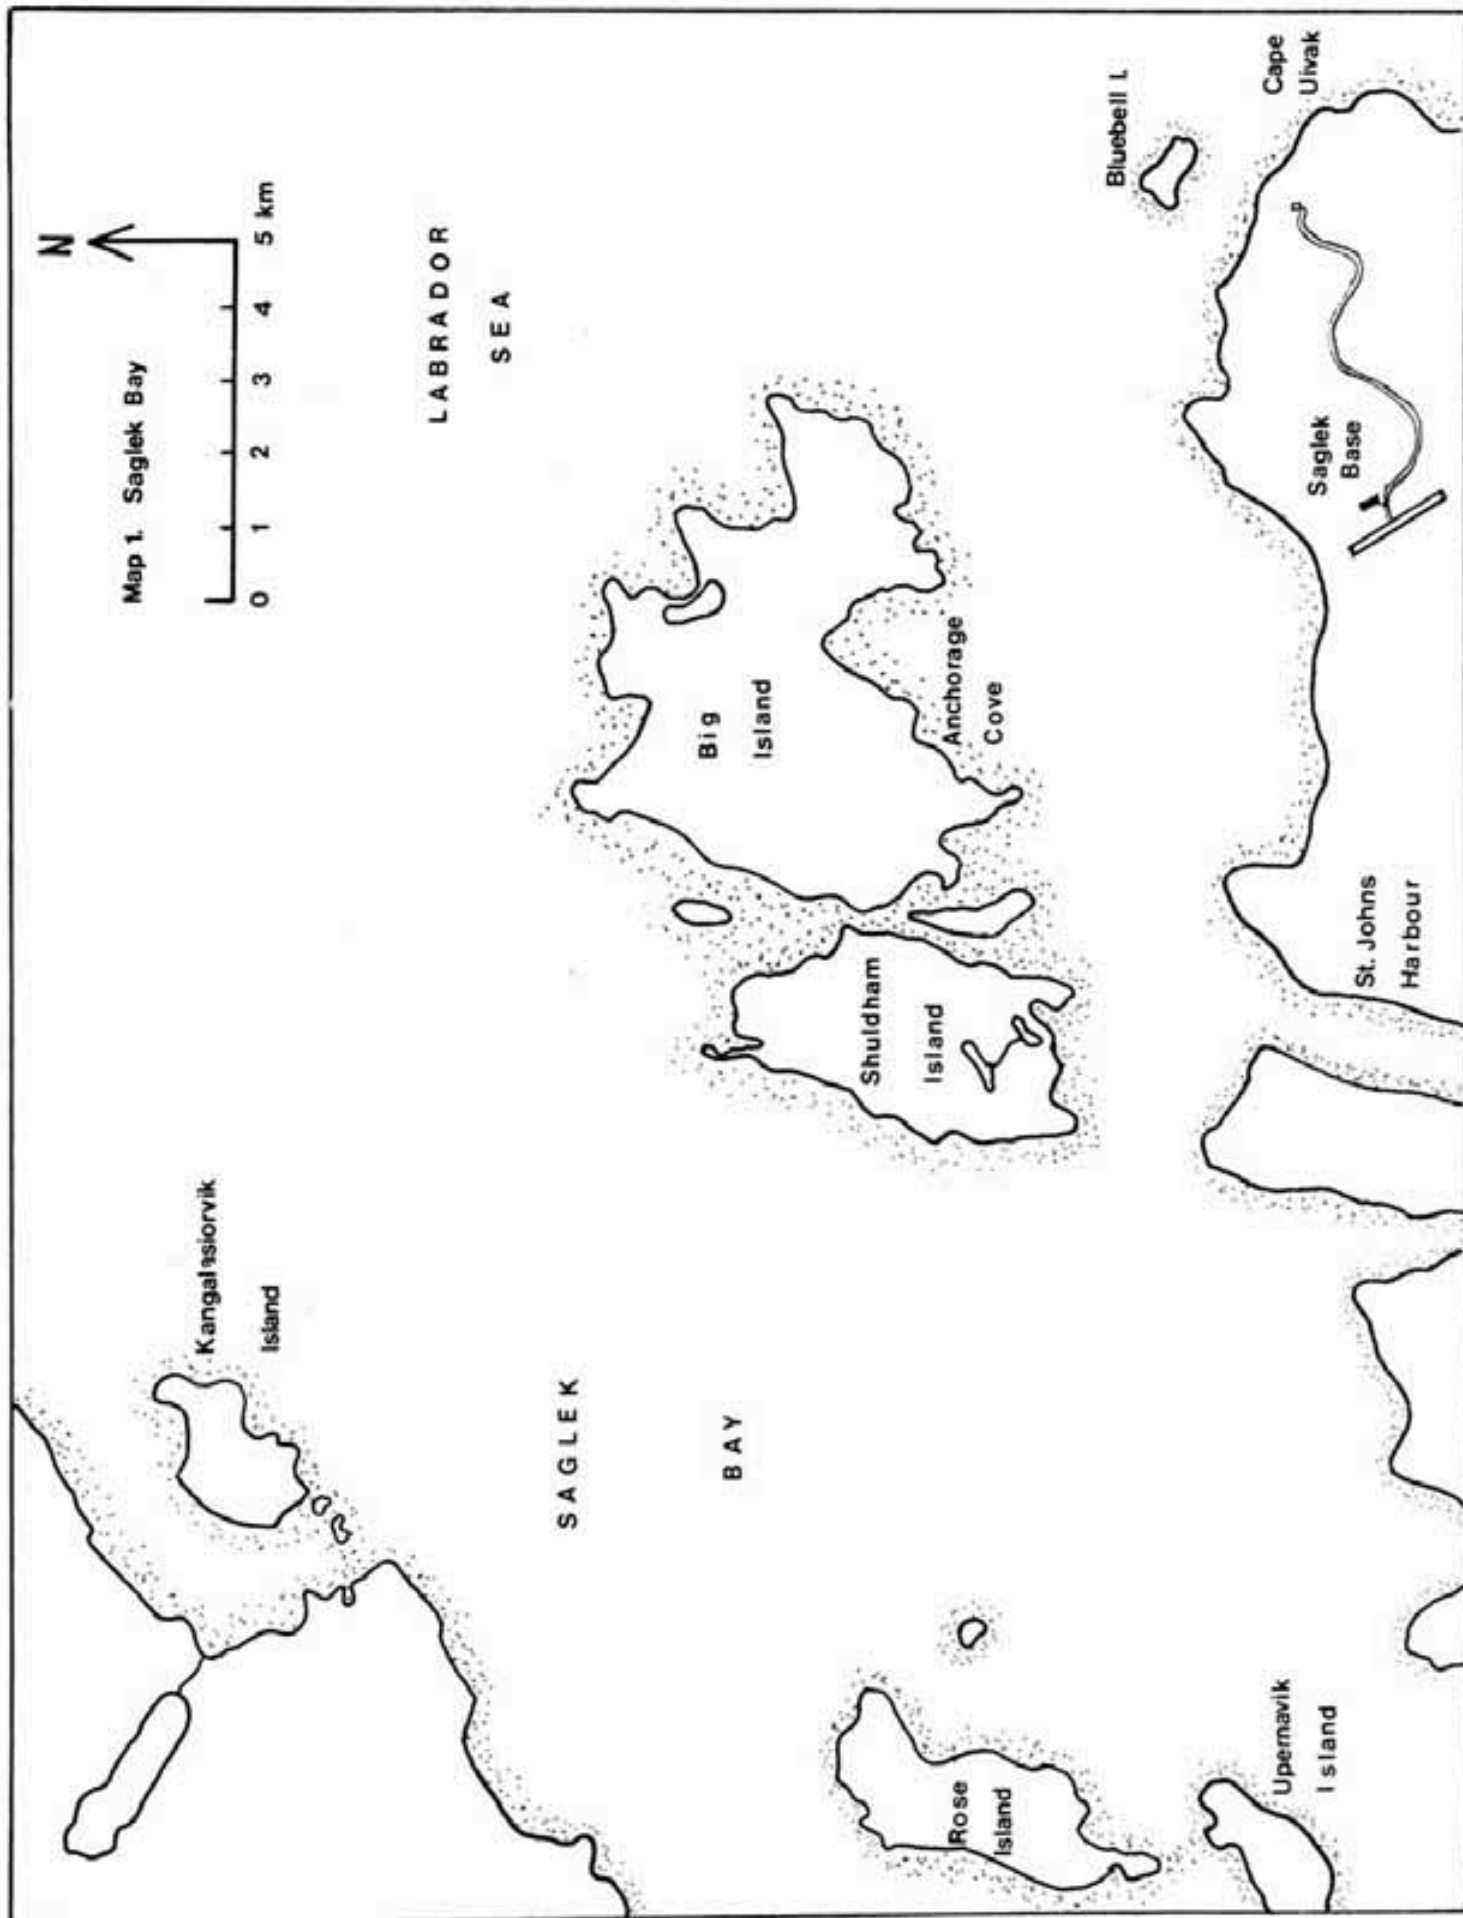 Map 1. Saglek Bay
N
0 1 2 3 4 5 km
LABRADOR
SEA
Kangalasiorvik
Island
SAGLEK
BAY
Big
Island
Shuldham
Island
Anchorage
Cove
Bluebell I.
Cape
Uivak
Saglek
Base
St. Johns
Harbour
Rose
Island
Upernavik
Island